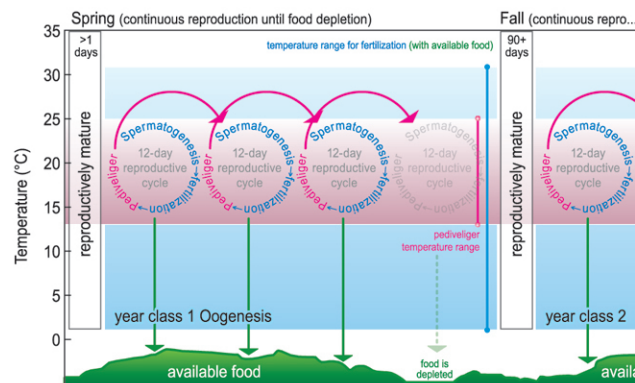 Spring (continuous reproduction until food depletion)
Fall (continuous repro...
Temperature (°C)
35
30
25
20
15
10
5
0
>1
days
reproductively mature
temperature range for fertilization (with available food)
Spermatogenesis
fertilization
Pediveliger
12-day
reproductive
cycle
Spermatogenesis
fertilization
Pediveliger
12-day
reproductive
cycle
Spermatogenesis
fertilization
Pediveliger
12-day
reproductive
cycle
Spermatogenesis
fertilization
Pediveliger
12-day
reproductive
cycle
pediveliger
temperature range
90+
days
reproductively mature
Spermatogenesis
fertilization
Pediveliger
12-day
reproductive
cycle
year class 1 Oogenesis
year class 2
available food
food is
depleted
availa